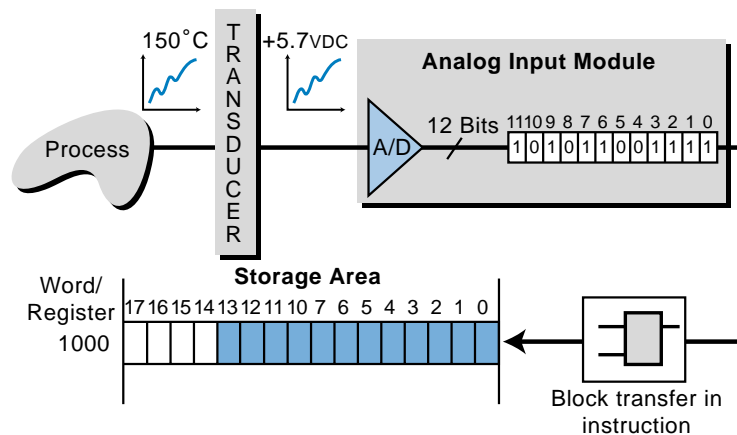 150°C
TRANSDUCER
+5.7VDC
Analog Input Module
Process
A/D
12 Bits
11 10 9 8 7 6 5 4 3 2 1 0
1 0 1 0 1 1 0 0 1 1 1 1
Storage Area
Word/
Register
1000
17 16 15 14 13 12 11 10 7 6 5 4 3 2 1 0
Block transfer in
instruction